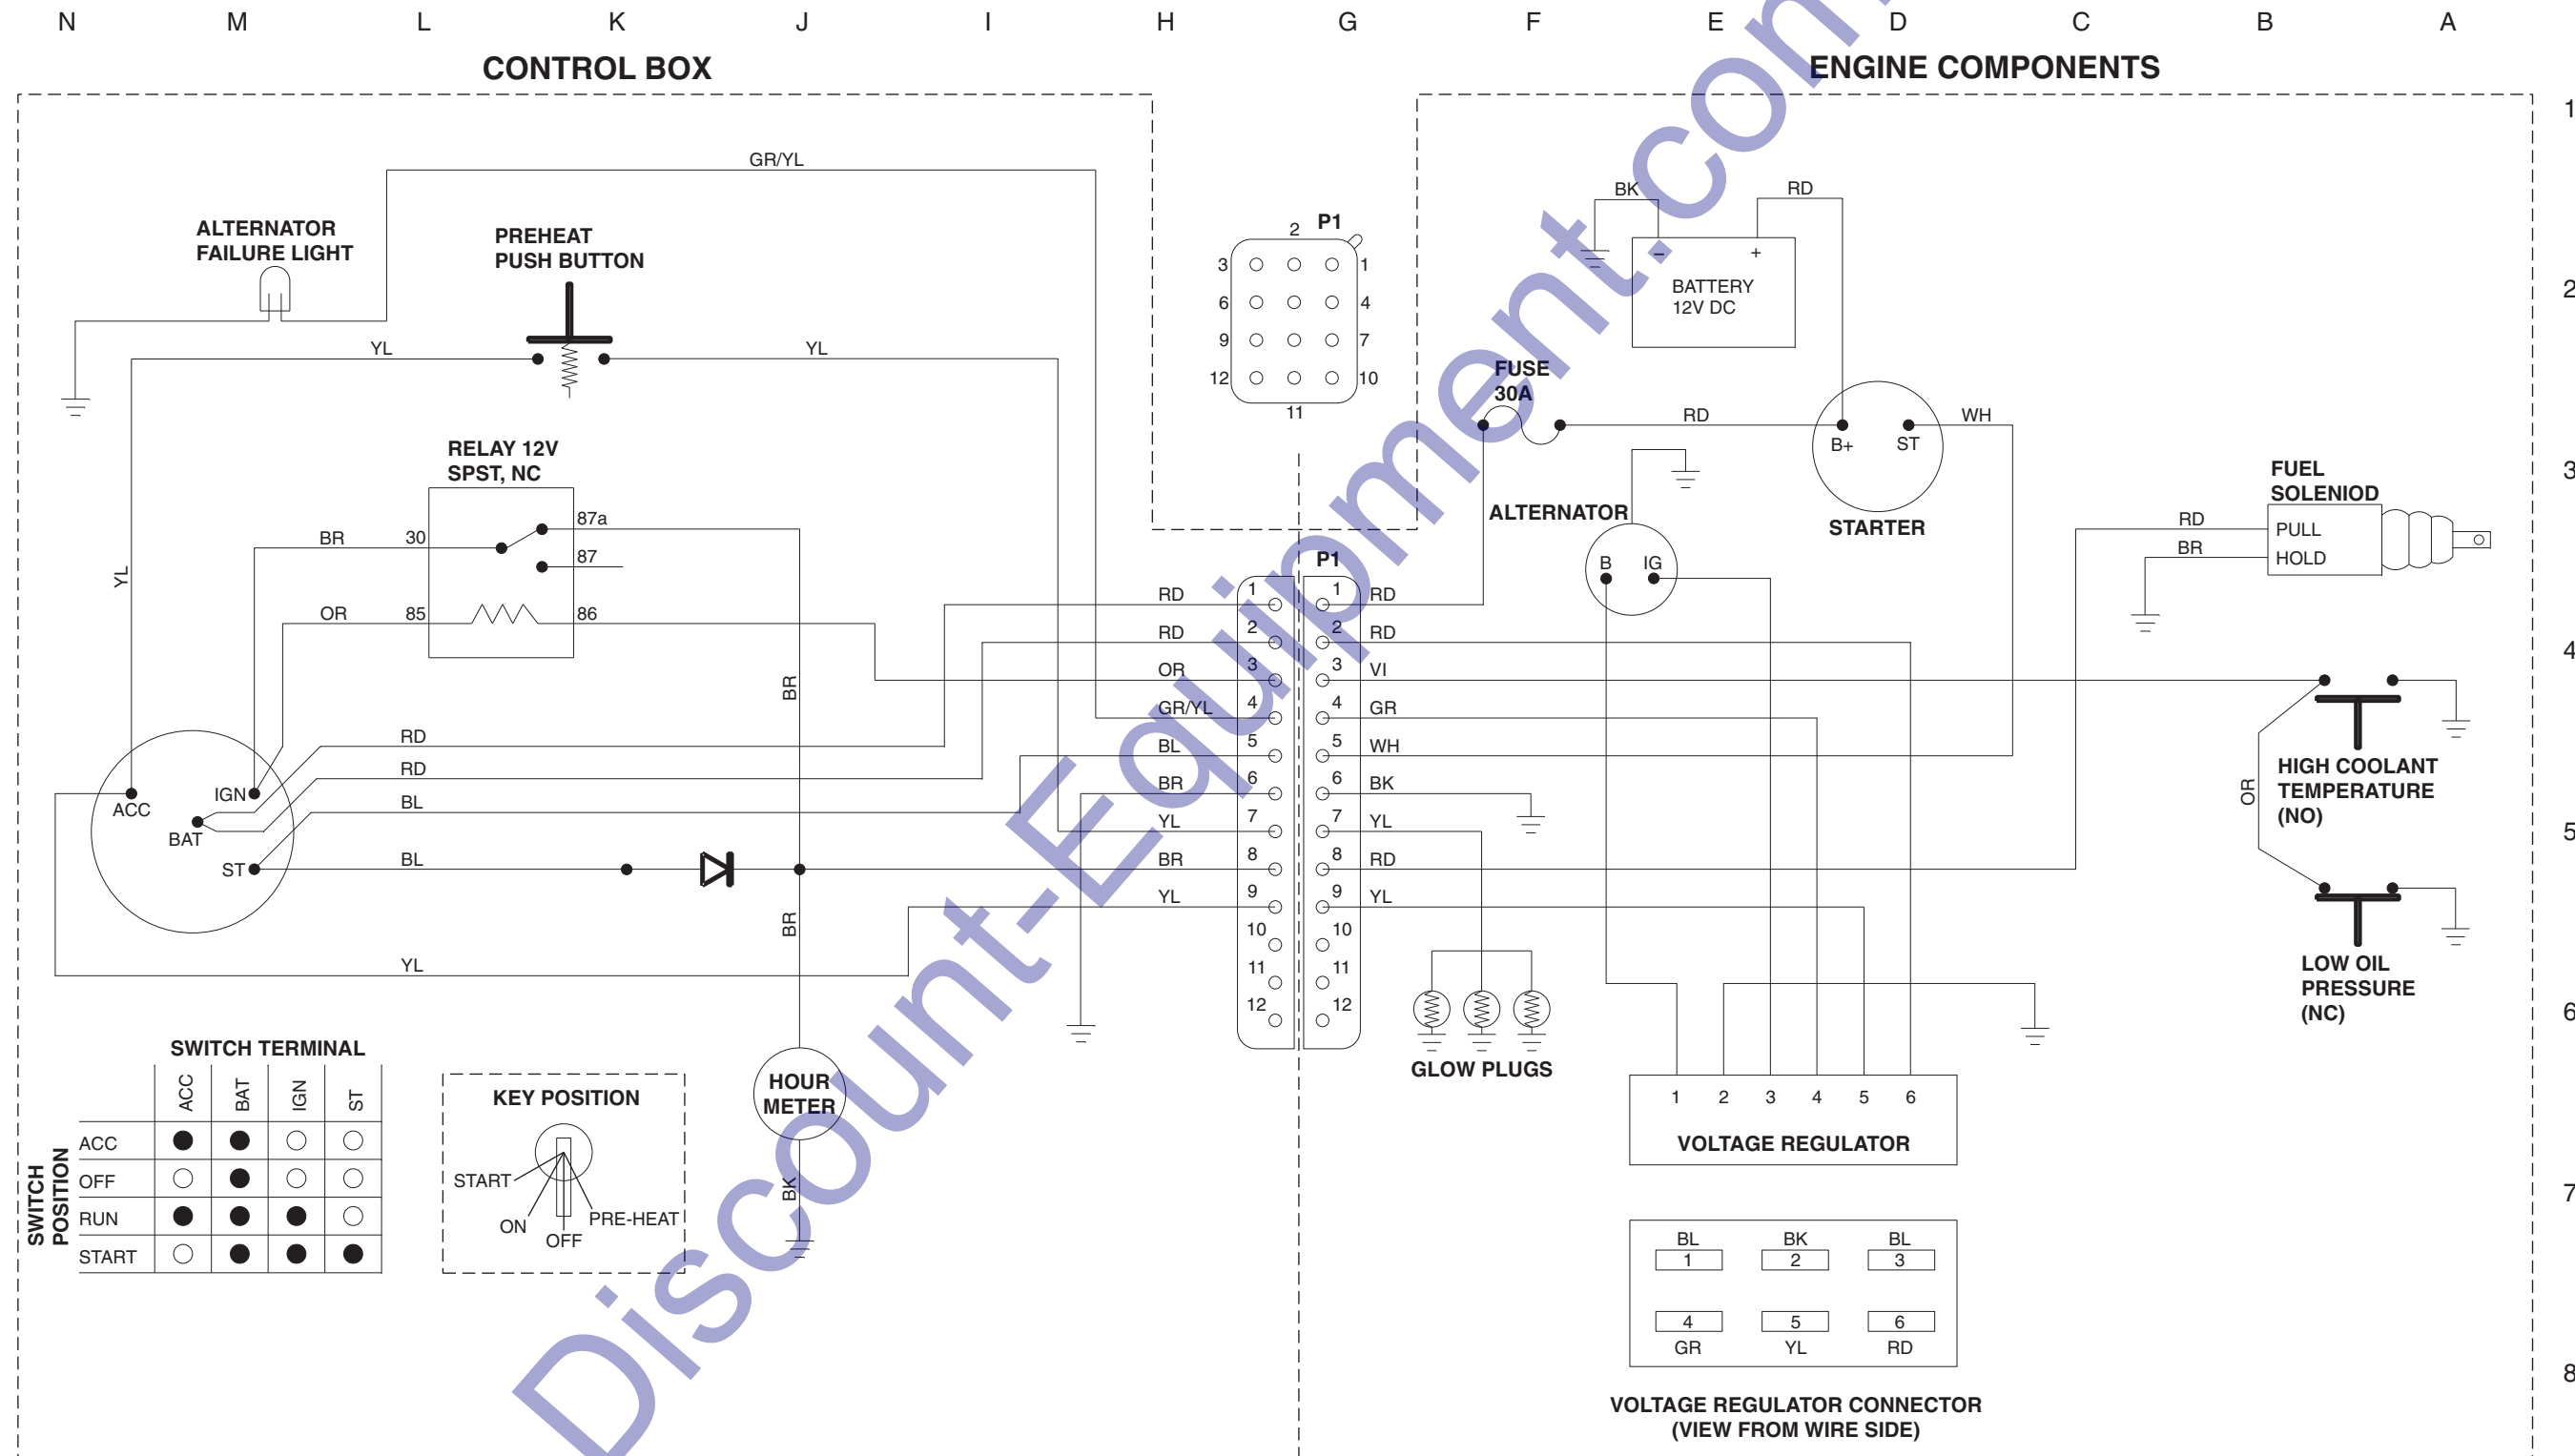 N M L K J I H G F E D C B A
CONTROL BOX
ENGINE COMPONENTS
1
2
3
4
5
6
7
8
GR/YL
ALTERNATOR
FAILURE LIGHT
PREHEAT
PUSH BUTTON
YL
YL
YL
RELAY 12V
SPST, NC
BR 30
87a
87
OR 85
86
BR
RD
RD
BL
BL
BR
YL
ACC
IGN
BAT
ST
P1
2
3 1
6 4
9 7
12 10
11
P1
RD 1 1 RD
RD 2 2 RD
OR 3 3 VI
GR/YL 4 4 GR
BL 5 5 WH
BR 6 6 BK
YL 7 7 YL
BR 8 8 RD
YL 9 9 YL
10 10
11 11
12 12
BK
RD
– +
BATTERY
12V DC
FUSE
30A
RD
WH
B+ ST
STARTER
ALTERNATOR
B IG
FUEL
SOLENIOD
RD PULL
BR HOLD
OR
HIGH COOLANT
TEMPERATURE
(NO)
LOW OIL
PRESSURE
(NC)
GLOW PLUGS
1 2 3 4 5 6
VOLTAGE REGULATOR
BL BK BL
1 2 3
4 5 6
GR YL RD
VOLTAGE REGULATOR CONNECTOR
(VIEW FROM WIRE SIDE)
SWITCH TERMINAL
ACC BAT IGN ST
SWITCH
POSITION
ACC
OFF
RUN
START
KEY POSITION
START
ON
OFF
PRE-HEAT
HOUR
METER
BK
Discount-Equipment.com